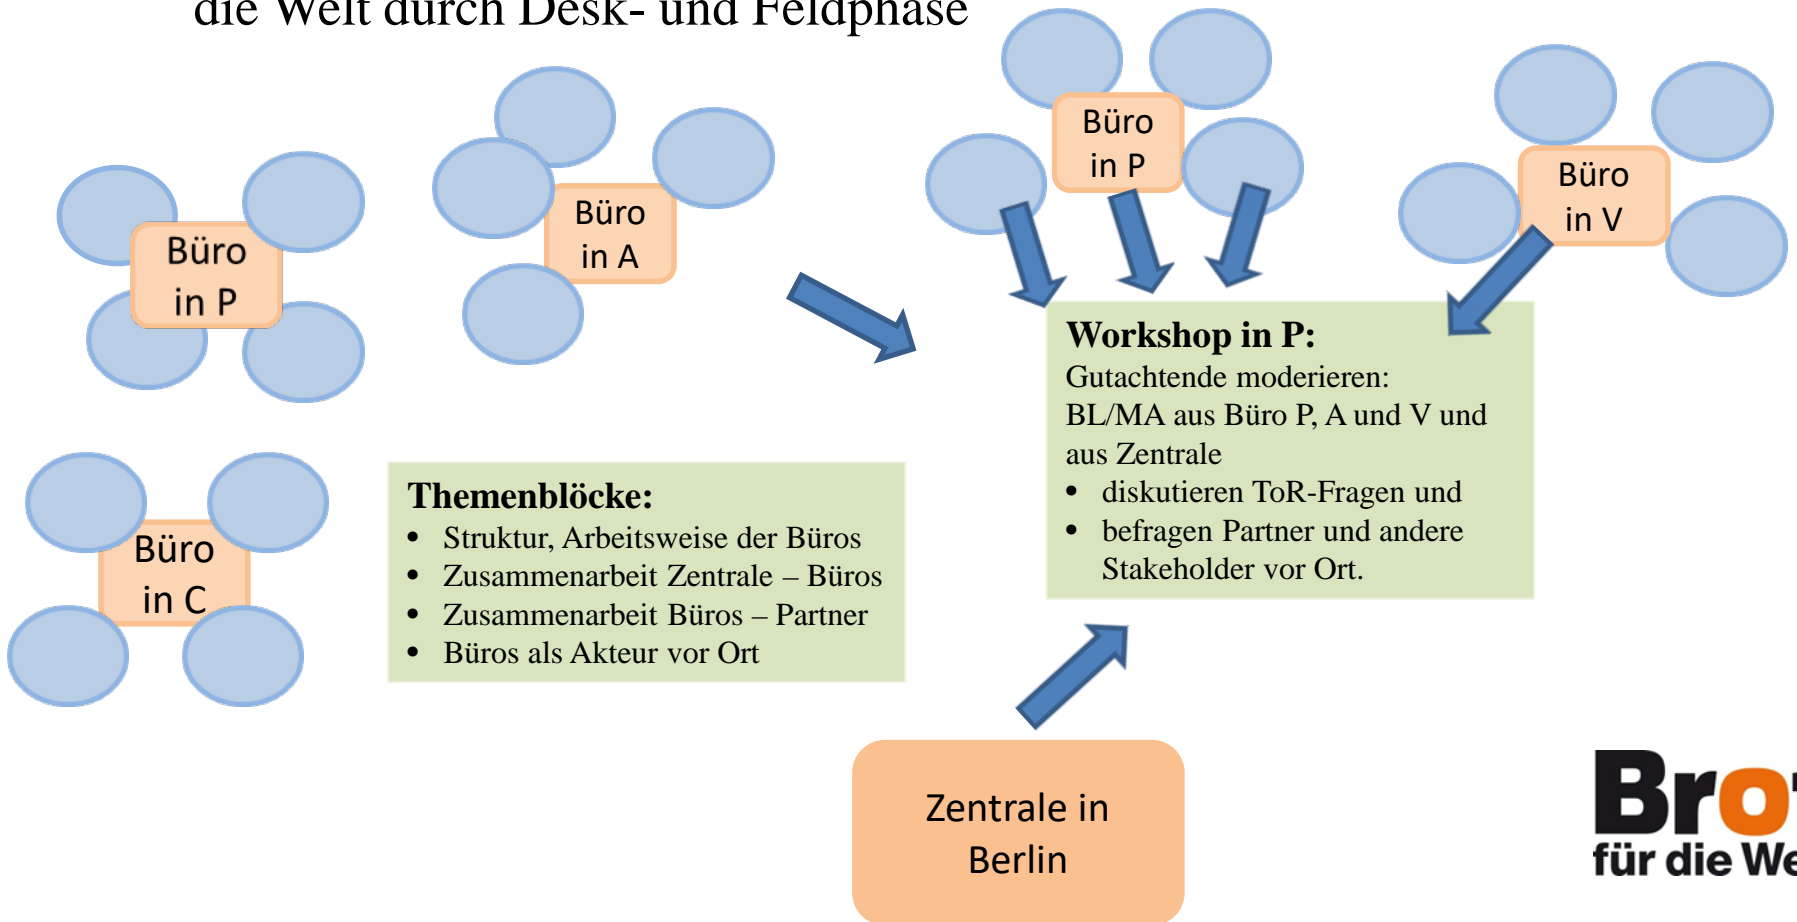 die Welt durch Desk- und Feldphase
Büro
in P
Büro
in A
Büro
in P
Büro
in V
Büro
in C
Themenblöcke:
• Struktur, Arbeitsweise der Büros
• Zusammenarbeit Zentrale – Büros
• Zusammenarbeit Büros – Partner
• Büros als Akteur vor Ort
Workshop in P:
Gutachtende moderieren:
BL/MA aus Büro P, A und V und
aus Zentrale
• diskutieren ToR-Fragen und
• befragen Partner und andere
Stakeholder vor Ort.
Zentrale in
Berlin
Brot
für die We